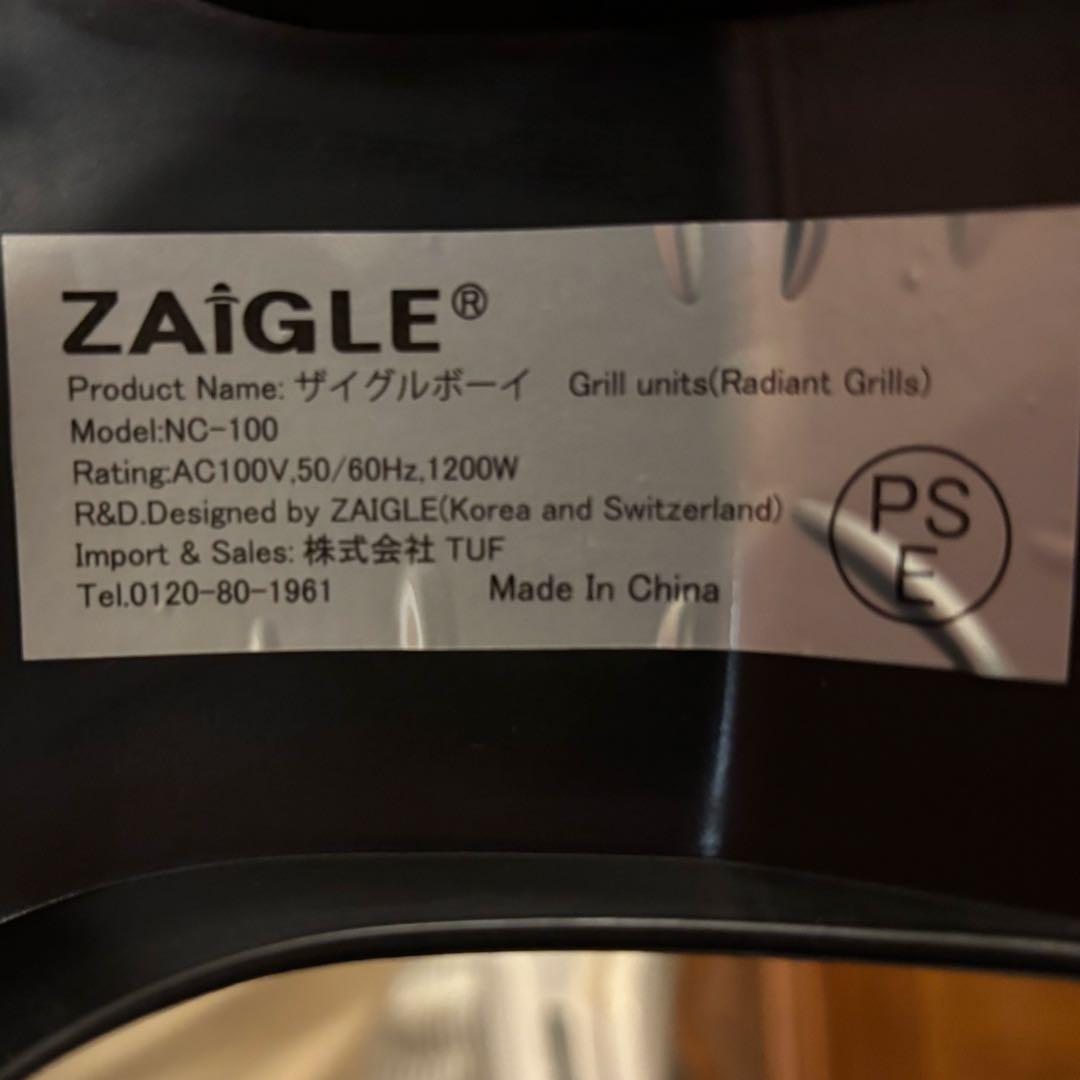 ZAIGLE®
Product Name: ザイグルボーイ Grill units(Radiant Grills)
Model:NC-100
Rating:AC100V,50/60Hz,1200W
R&D.Designed by ZAIGLE(Korea and Switzerland)
Import & Sales: 株式会社 TUF
Tel.0120-80-1961 Made In China
PS
E